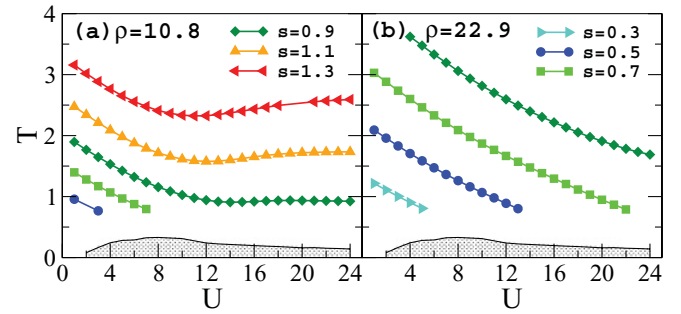 4
(a) ρ=10.8
s=0.9
s=1.1
s=1.3
3
T
2
1
0
0 4 8 12 16 20 24
U
(b) ρ=22.9
s=0.3
s=0.5
s=0.7
4 8 12 16 20 24
U